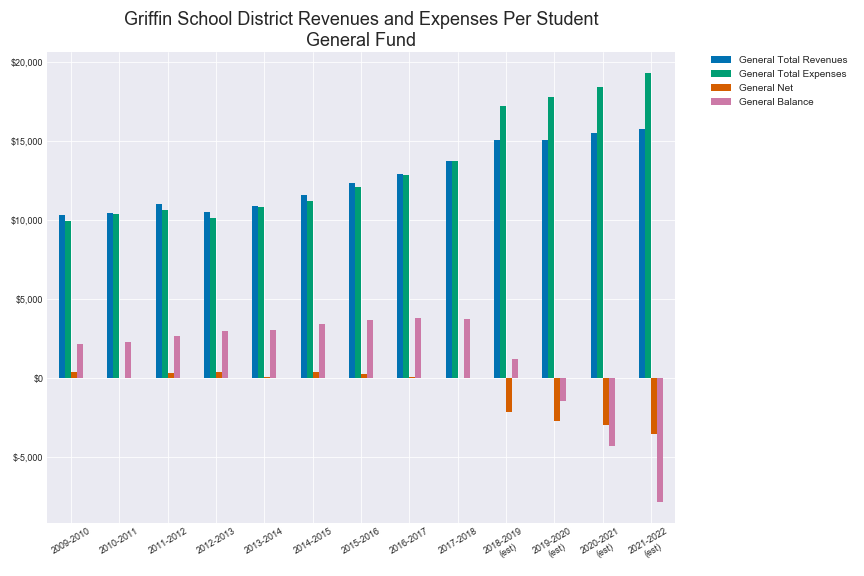 Griffin School District Revenues and Expenses Per Student
General Fund
General Total Revenues
General Total Expenses
General Net
General Balance
$20,000
$15,000
$10,000
$5,000
$0
$-5,000
2009-2010
2010-2011
2011-2012
2012-2013
2013-2014
2014-2015
2015-2016
2016-2017
2017-2018
2018-2019
(est)
2019-2020
(est)
2020-2021
(est)
2021-2022
(est)